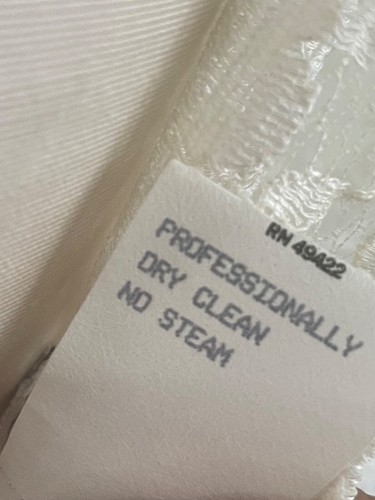 RN 49422
PROFESSIONALLY
DRY CLEAN
NO STEAM